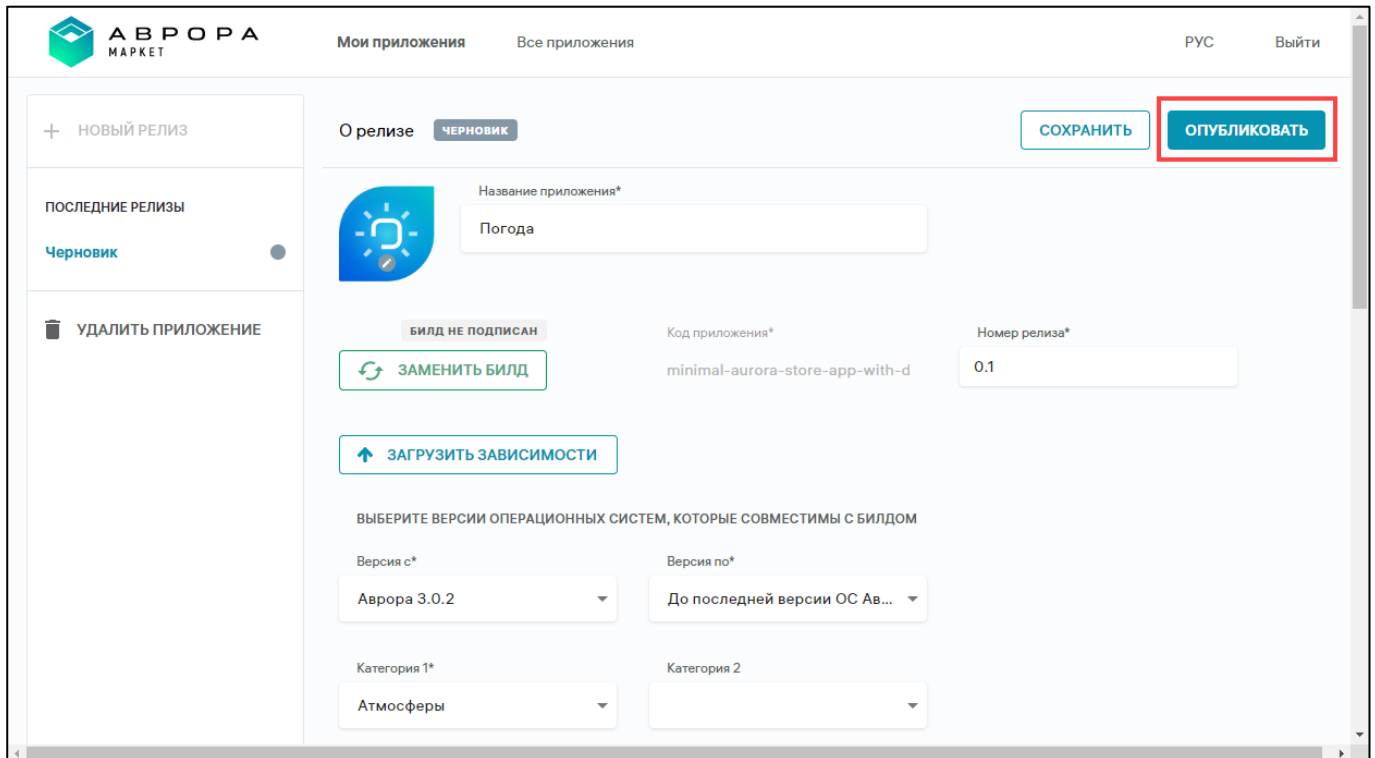 АВРОРА
МАРКЕТ
Мои приложения
Все приложения
РУС
Выйти
НОВЫЙ РЕЛИЗ
ПОСЛЕДНИЕ РЕЛИЗЫ
Черновик
УДАЛИТЬ ПРИЛОЖЕНИЕ
О релизе
ЧЕРНОВИК
СОХРАНИТЬ
ОПУБЛИКОВАТЬ
Название приложения*
Погода
БИЛД НЕ ПОДПИСАН
ЗАМЕНИТЬ БИЛД
Код приложения*
minimal-aurora-store-app-with-d
Номер релиза*
0.1
ЗАГРУЗИТЬ ЗАВИСИМОСТИ
ВЫБЕРИТЕ ВЕРСИИ ОПЕРАЦИОННЫХ СИСТЕМ, КОТОРЫЕ СОВМЕСТИМЫ С БИЛДОМ
Версия с*
Аврора 3.0.2
Версия по*
До последней версии ОС Ав...
Категория 1*
Атмосферы
Категория 2